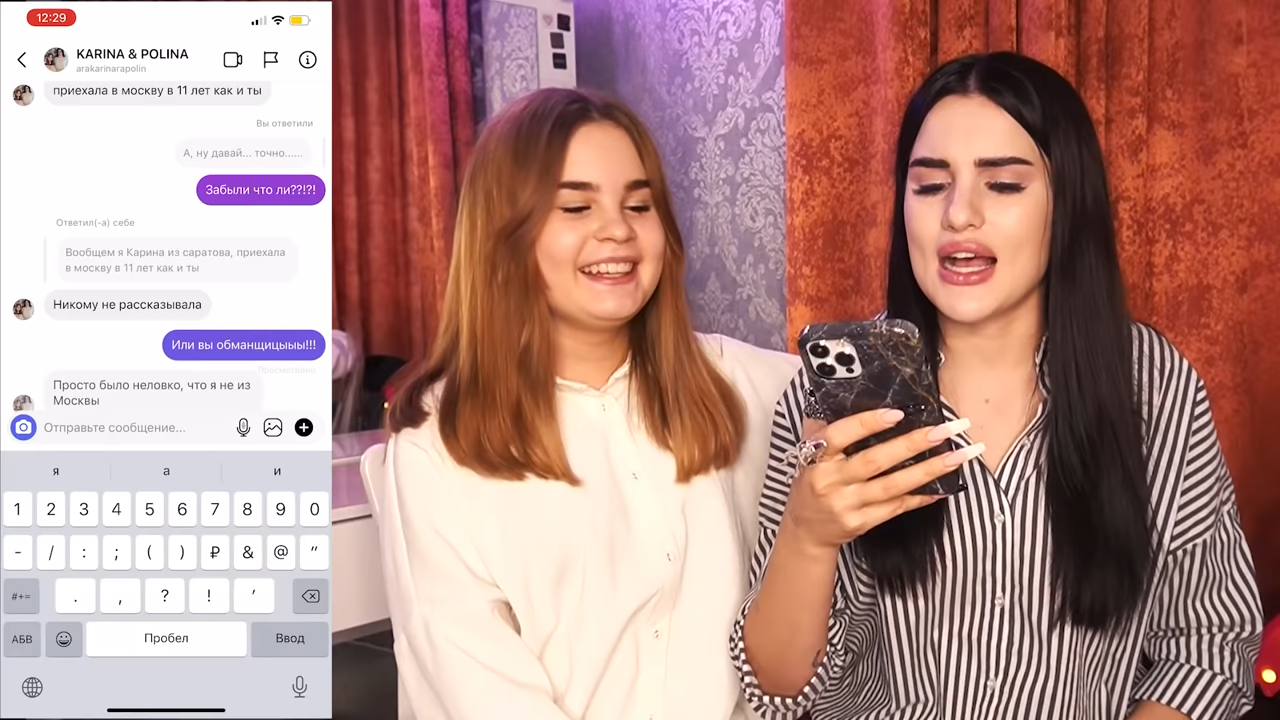 12:29
KARINA & POLINA
arakarinarapolin
приехала в москву в 11 лет как и ты
Вы ответили
А, ну давай... точно......
Забыли что ли??!?!
Ответил(-а) себе
Вообщем я Карина из саратова, приехала
в москву в 11 лет как и ты
Никому не рассказывала
Или вы обманщицыыы!!!
Просмотрено
Просто было неловко, что я не из
Москвы
Отправьте сообщение...
я а и
1 2 3 4 5 6 7 8 9 0
- / : ; ( ) ₽ & @ "
#+= . , ? ! '
АБВ Пробел Ввод